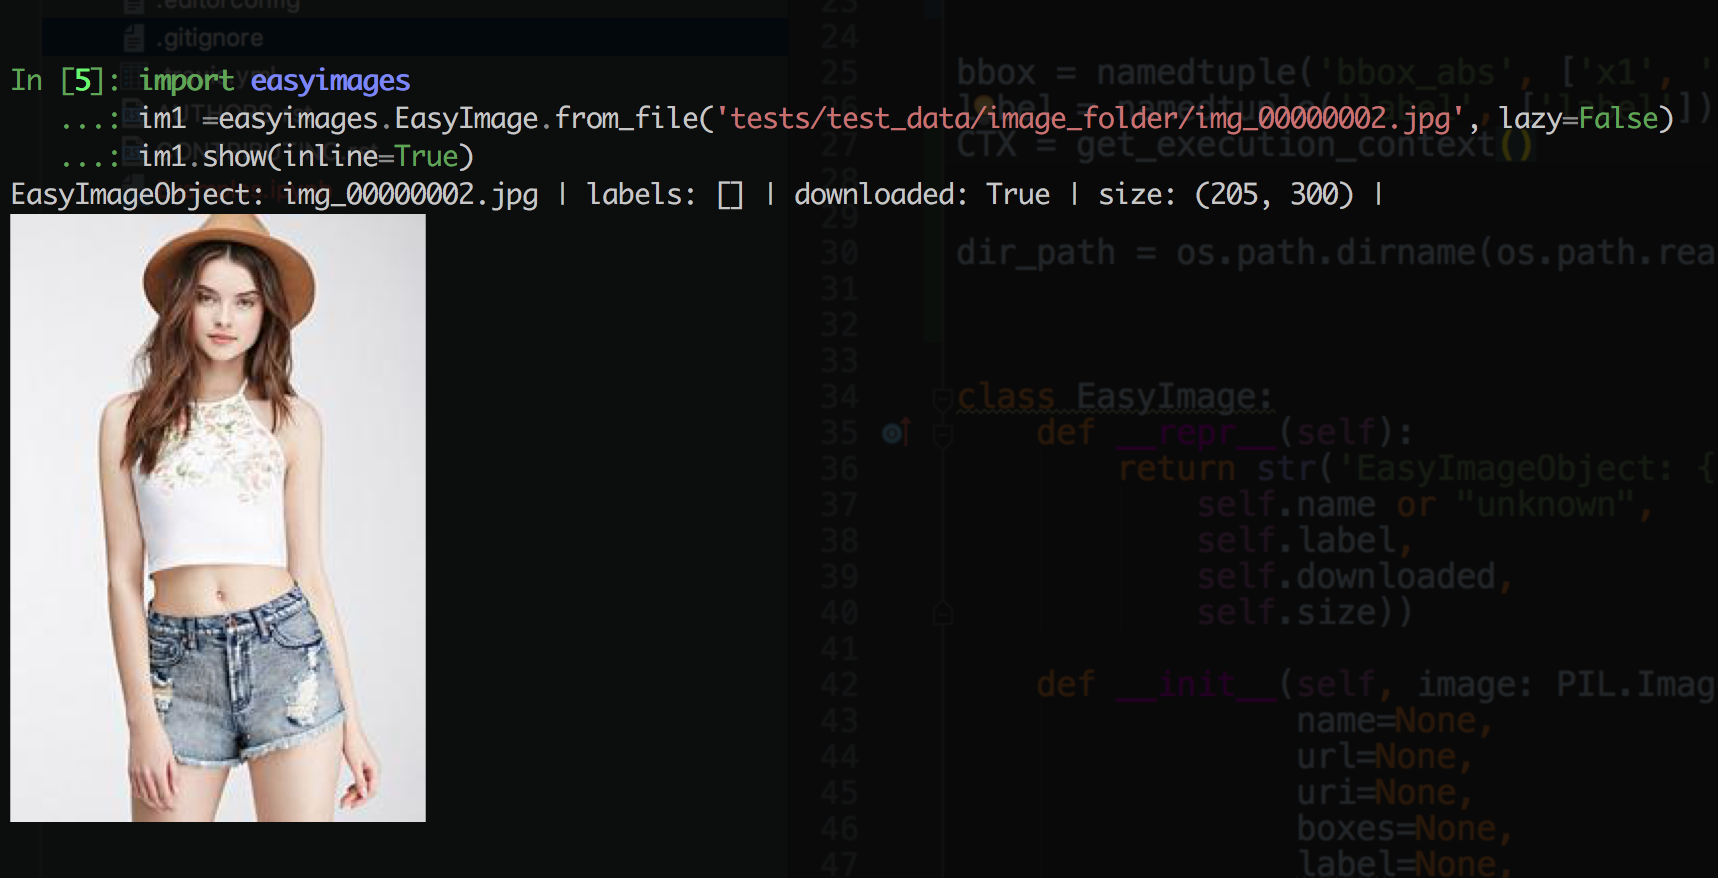 .editorconfig
.gitignore
In [5]: import easyimages
...: im1 =easyimages.EasyImage.from_file('tests/test_data/image_folder/img_00000002.jpg', lazy=False)
...: im1.show(inline=True)
EasyImageObject: img_00000002.jpg | labels: [] | downloaded: True | size: (205, 300) |
23
24
25 bbox = namedtuple('bbox_abs', ['x1', '
26 label = namedtuple('label', ['label'])
27 CTX = get_execution_context()
28
29
30 dir_path = os.path.dirname(os.path.rea
31
32
33
34 class EasyImage:
35 def __repr__(self):
36 return str('EasyImageObject: {
37 self.name or "unknown",
38 self.label,
39 self.downloaded,
40 self.size))
41
42 def __init__(self, image: PIL.Imag
43 name=None,
44 url=None,
45 uri=None,
46 boxes=None,
47 label=None,